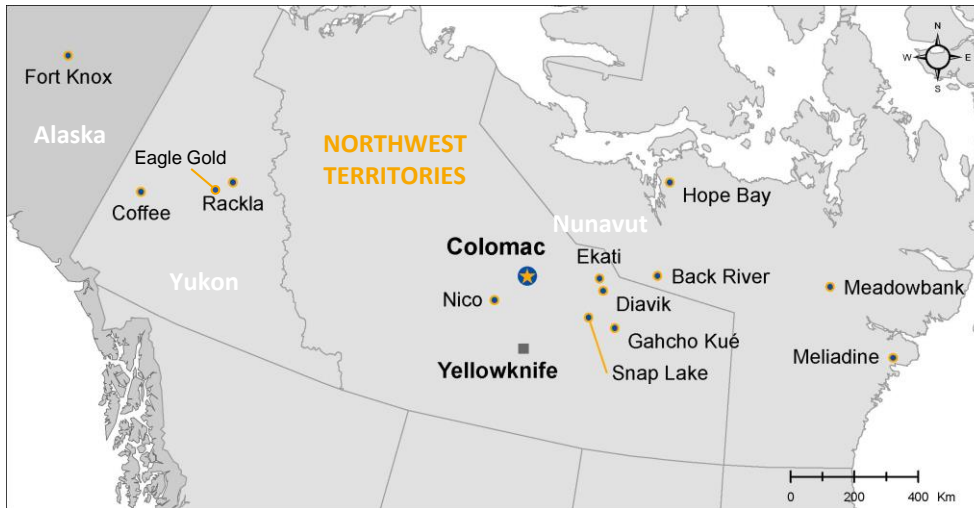 N
W E
S
Fort Knox
Alaska
NORTHWEST
TERRITORIES
Eagle Gold
Rackla
Coffee
Hope Bay
Nunavut
Colomac
Ekati
Yukon
Back River
Nico
Diavik
Meadowbank
Gahcho Kué
Yellowknife
Meliadine
Snap Lake
0 200 400 Km